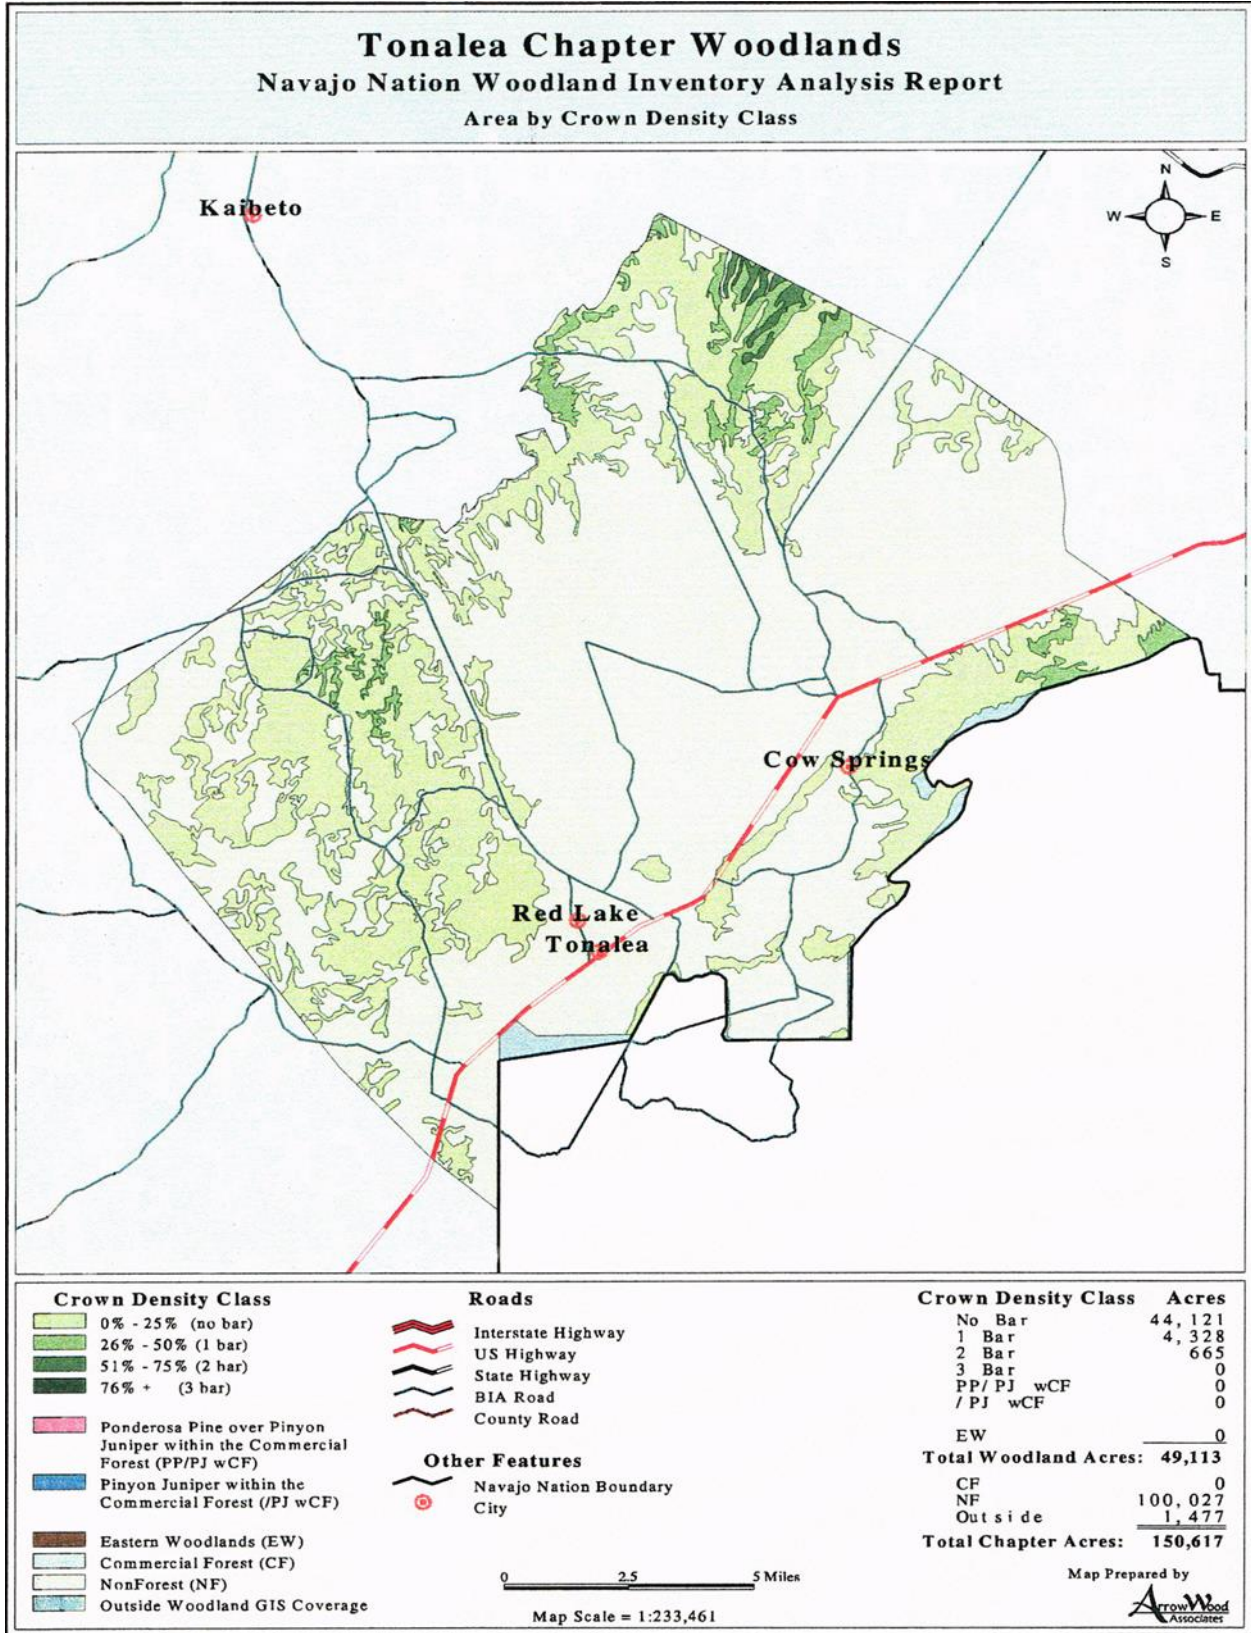 Tonalea Chapter Woodlands
Navajo Nation Woodland Inventory Analysis Report
Area by Crown Density Class
N
W E
S
Kaibeto
Cow Springs
Red Lake
Tonalea
Crown Density Class
0% - 25% (no bar)
26% - 50% (1 bar)
51% - 75% (2 bar)
76% + (3 bar)
Ponderosa Pine over Pinyon
Juniper within the Commercial
Forest (PP/PJ wCF)
Pinyon Juniper within the
Commercial Forest (/PJ wCF)
Eastern Woodlands (EW)
Commercial Forest (CF)
NonForest (NF)
Outside Woodland GIS Coverage
Roads
Interstate Highway
US Highway
State Highway
BIA Road
County Road
Other Features
Navajo Nation Boundary
City
0 2.5 5 Miles
Map Scale = 1:233,461
Crown Density Class Acres
No Bar 44,121
1 Bar 4,328
2 Bar 665
3 Bar 0
PP/PJ wCF 0
/PJ wCF 0
EW 0
Total Woodland Acres: 49,113
CF 0
NF 100,027
Outside 1,477
Total Chapter Acres: 150,617
Map Prepared by
ArrowWood
Associates